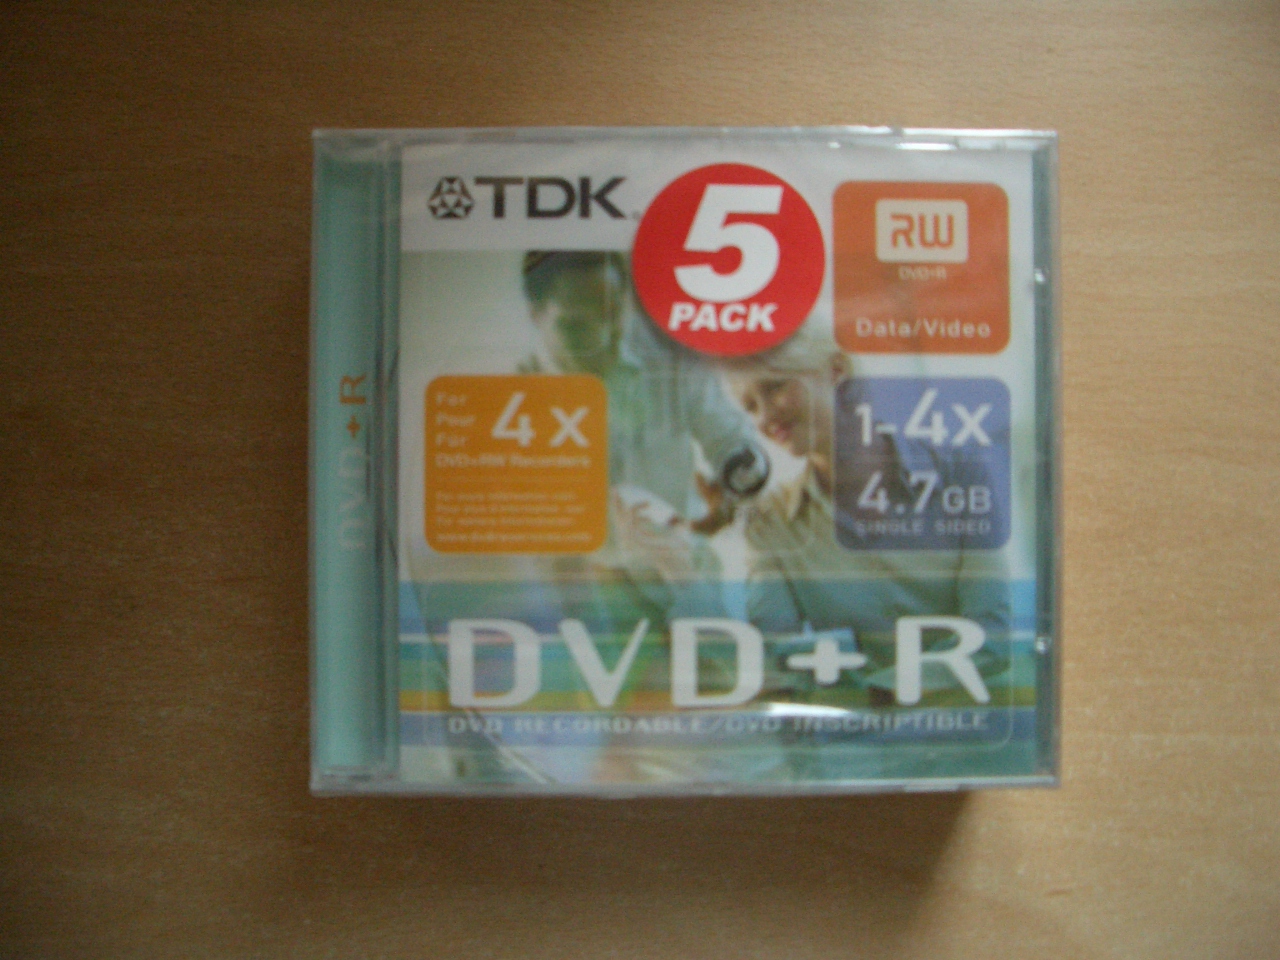 TDK
5
PACK
RW
DVD+R
Data/Video
For
Pour
Für
4x
DVD+RW Recorders
1-4x
4.7GB
SINGLE SIDED
DVD+R
DVD+R
DVD RECORDABLE/DVD INSCRIPTIBLE